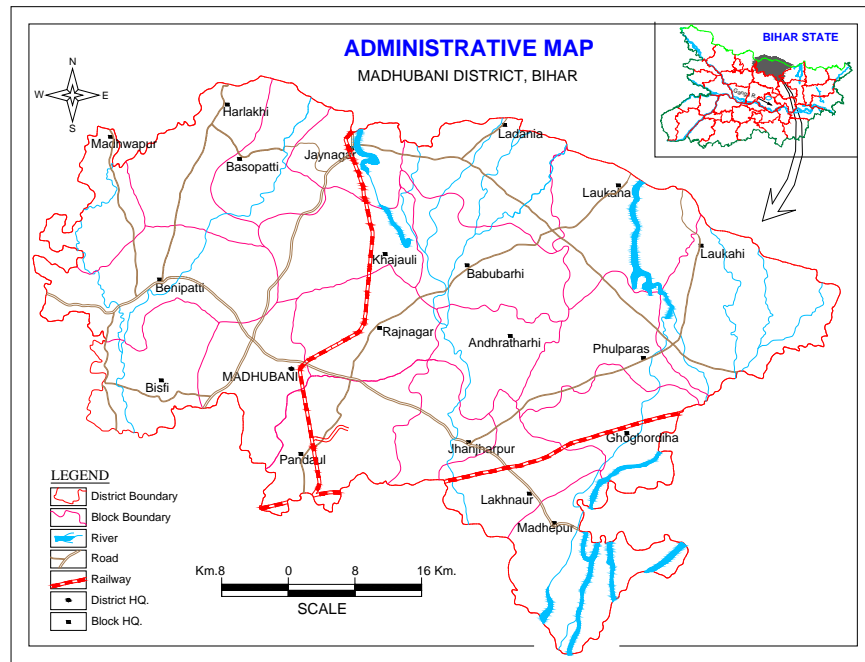 ADMINISTRATIVE MAP
MADHUBANI DISTRICT, BIHAR
BIHAR STATE
Ganga R.
N
W
E
S
Harlakhi
Ladania
Madhwapur
Jaynagar
Basopatti
Laukaha
Laukahi
Khajauli
Babubarhi
Benipatti
Rajnagar
Andhratharhi
Phulparas
MADHUBANI
Bisfi
Ghoghordiha
Jhanjharpur
Pandaul
Lakhnaur
Madhepur
LEGEND
District Boundary
Block Boundary
River
Road
Railway
District HQ.
Block HQ.
Km.8 0 8 16 Km.
SCALE